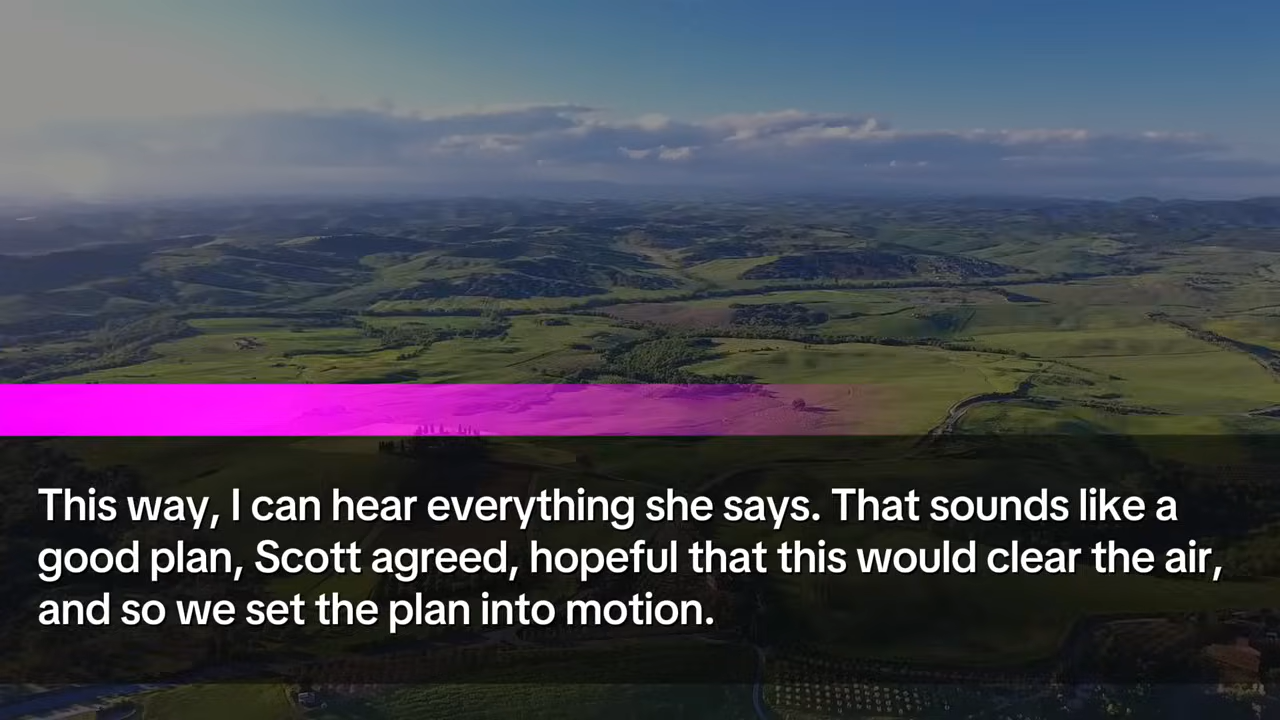 This way, I can hear everything she says. That sounds like a
good plan, Scott agreed, hopeful that this would clear the air,
and so we set the plan into motion.